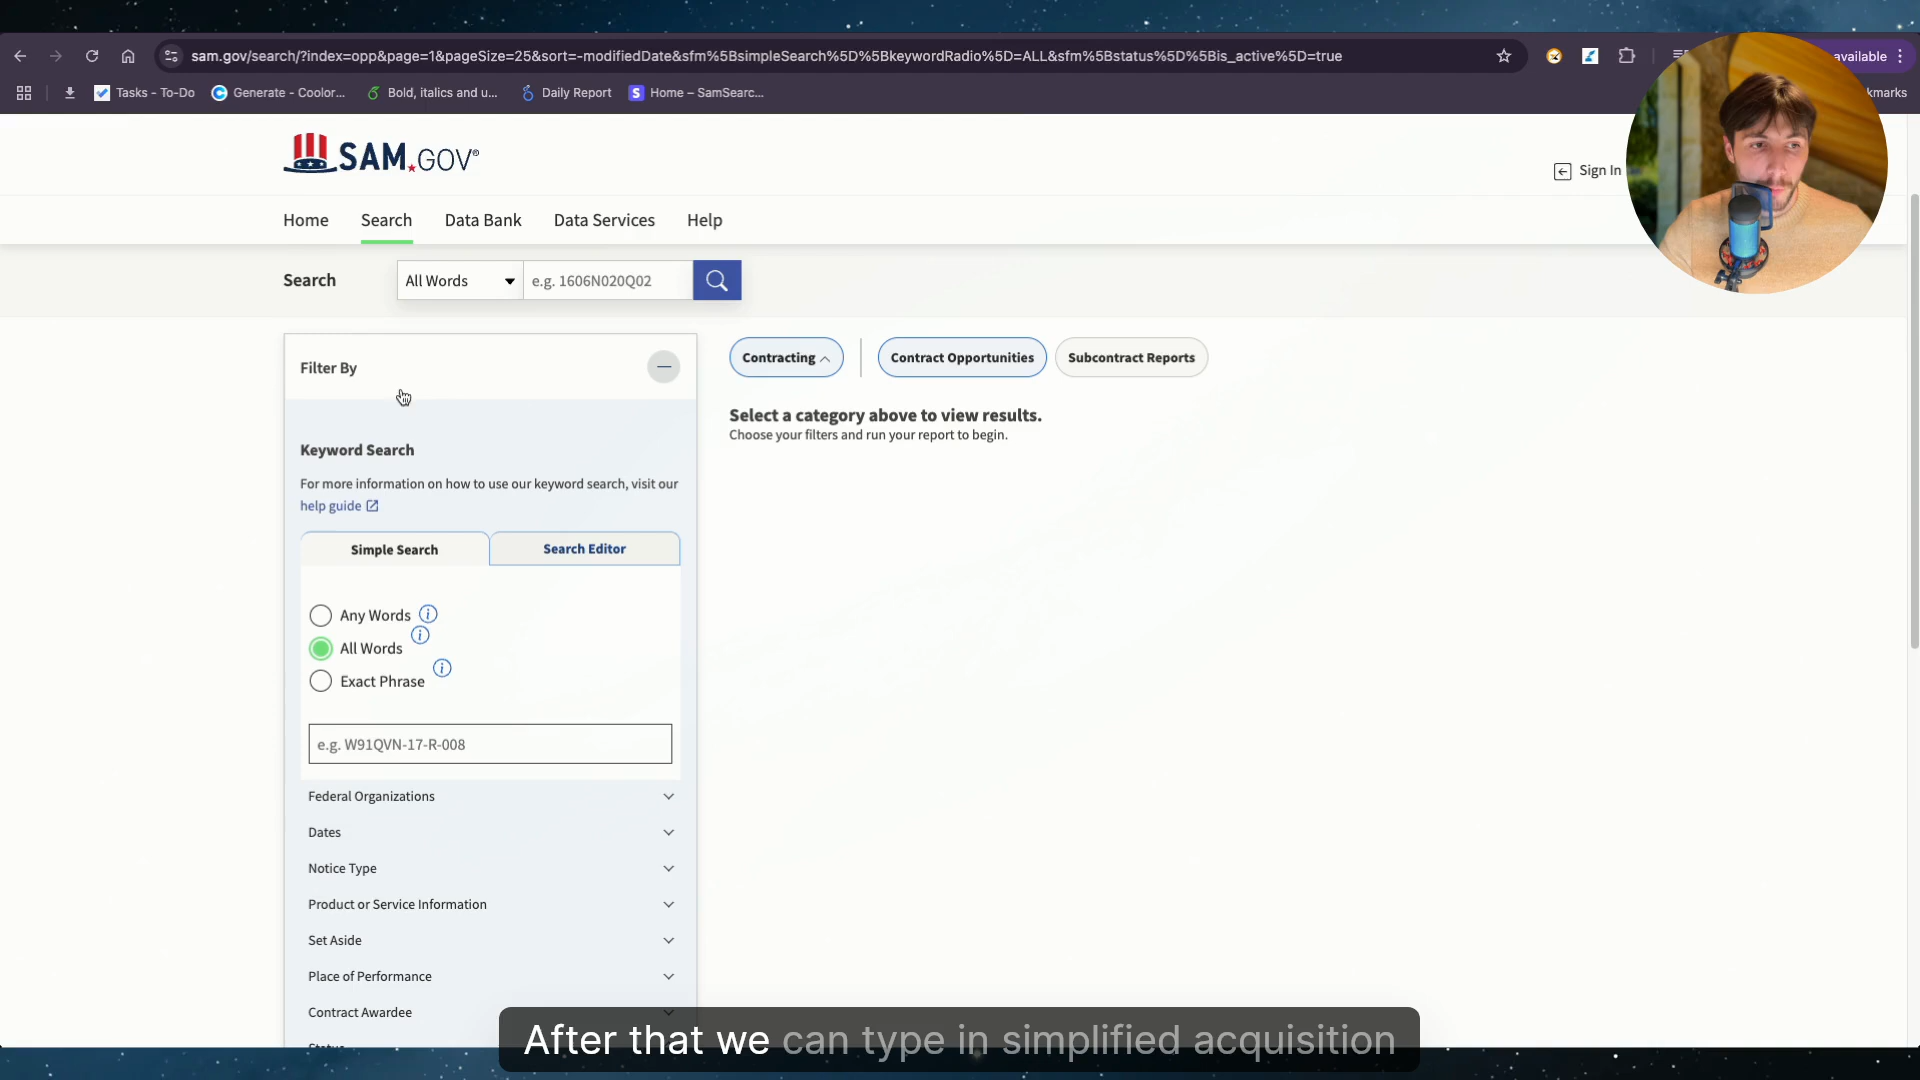 sam.gov/search/?index=opp&page=1&pageSize=25&sort=-modifiedDate&sfm%5BsimpleSearch%5D%5BkeywordRadio%5D=ALL&sfm%5Bstatus%5D%5Bis_active%5D=true
available
Tasks - To-Do
Generate - Coolor...
Bold, italics and u...
Daily Report
Home – SamSearc...
kmarks
SAM.GOV®
Sign In
Home Search Data Bank Data Services Help
Search
All Words
e.g. 1606N020Q02
Filter By
Contracting
Contract Opportunities
Subcontract Reports
Select a category above to view results.
Choose your filters and run your report to begin.
Keyword Search
For more information on how to use our keyword search, visit our
help guide
Simple Search
Search Editor
Any Words
All Words
Exact Phrase
e.g. W91QVN-17-R-008
Federal Organizations
Dates
Notice Type
Product or Service Information
Set Aside
Place of Performance
Contract Awardee
Status
After that we can type in simplified acquisition